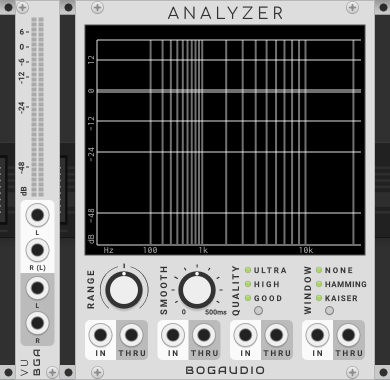 ANALYZER
6
0
-6
-12
-24
-48
dB
L
R (L)
L
R
VU
BGA
12
0
-12
-24
-48
dB
Hz 100 1k 10k
RANGE
SMOOTH
0 500ms
QUALITY
ULTRA
HIGH
GOOD
WINDOW
NONE
HAMMING
KAISER
IN THRU IN THRU IN THRU IN THRU
BOGAUDIO